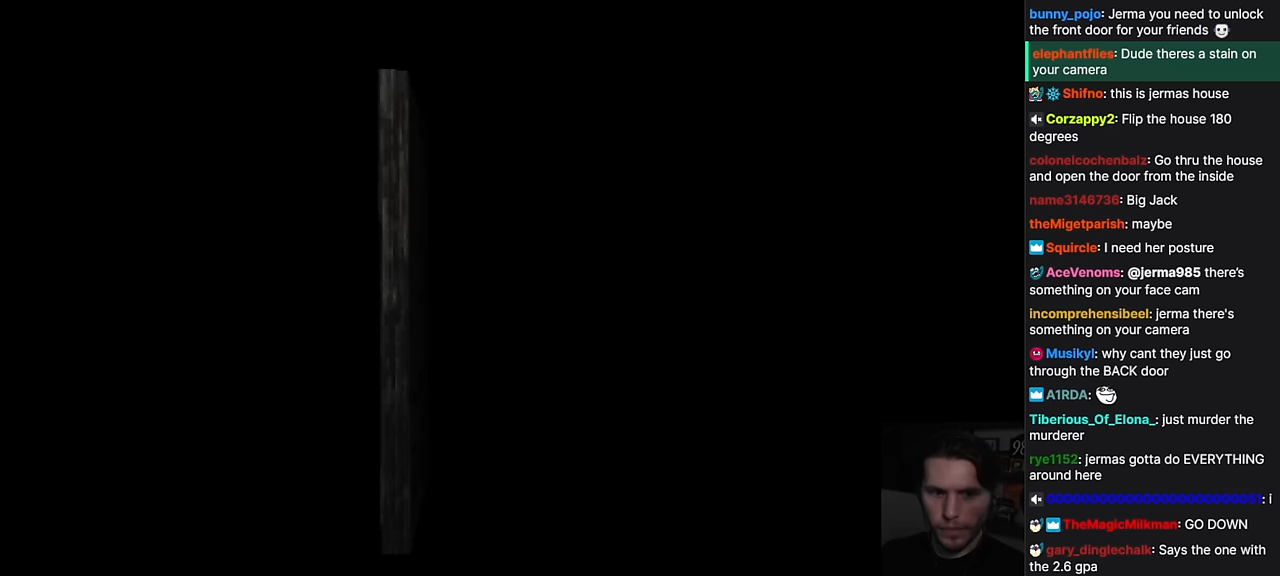 bunny_pojo: Jerma you need to unlock
the front door for your friends
elephantflies: Dude theres a stain on
your camera
Shifno: this is jermas house
Corzappy2: Flip the house 180
degrees
colonelcochenbalz: Go thru the house
and open the door from the inside
name3146736: Big Jack
theMigetparish: maybe
Squircle: I need her posture
AceVenoms: @jerma985 there's
something on your face cam
incomprehensibeel: jerma there's
something on your camera
Musikyl: why cant they just go
through the BACK door
A1RDA:
Tiberious_Of_Elona_: just murder the
murderer
rye1152: jermas gotta do EVERYTHING
around here
: i
TheMagicMilkman: GO DOWN
gary_dinglechalk: Says the one with
the 2.6 gpa